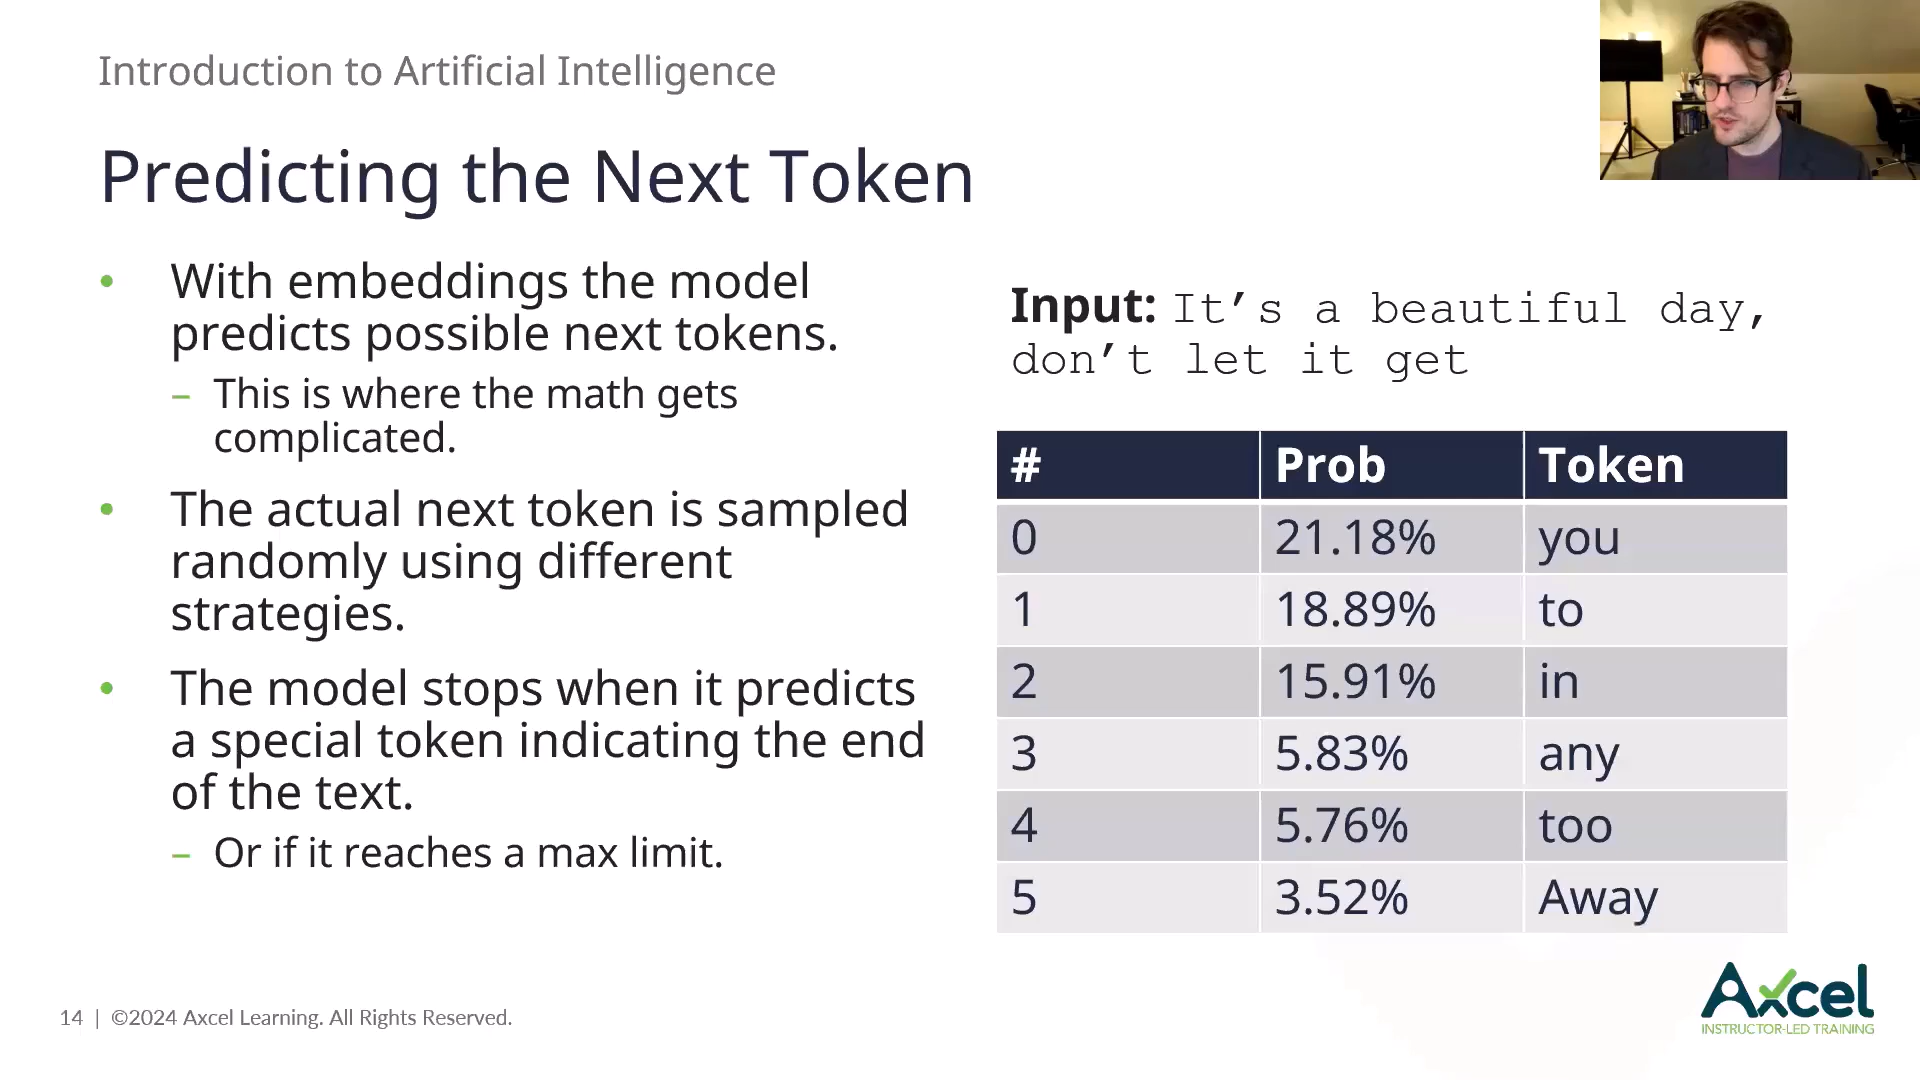 Introduction to Artificial Intelligence
Predicting the Next Token
• With embeddings the model
predicts possible next tokens.
– This is where the math gets
complicated.
• The actual next token is sampled
randomly using different
strategies.
• The model stops when it predicts
a special token indicating the end
of the text.
– Or if it reaches a max limit.
Input: It’s a beautiful day,
don’t let it get
# Prob Token
0 21.18% you
1 18.89% to
2 15.91% in
3 5.83% any
4 5.76% too
5 3.52% Away
14 | ©2024 Axcel Learning. All Rights Reserved.
Axcel
INSTRUCTOR-LED TRAINING